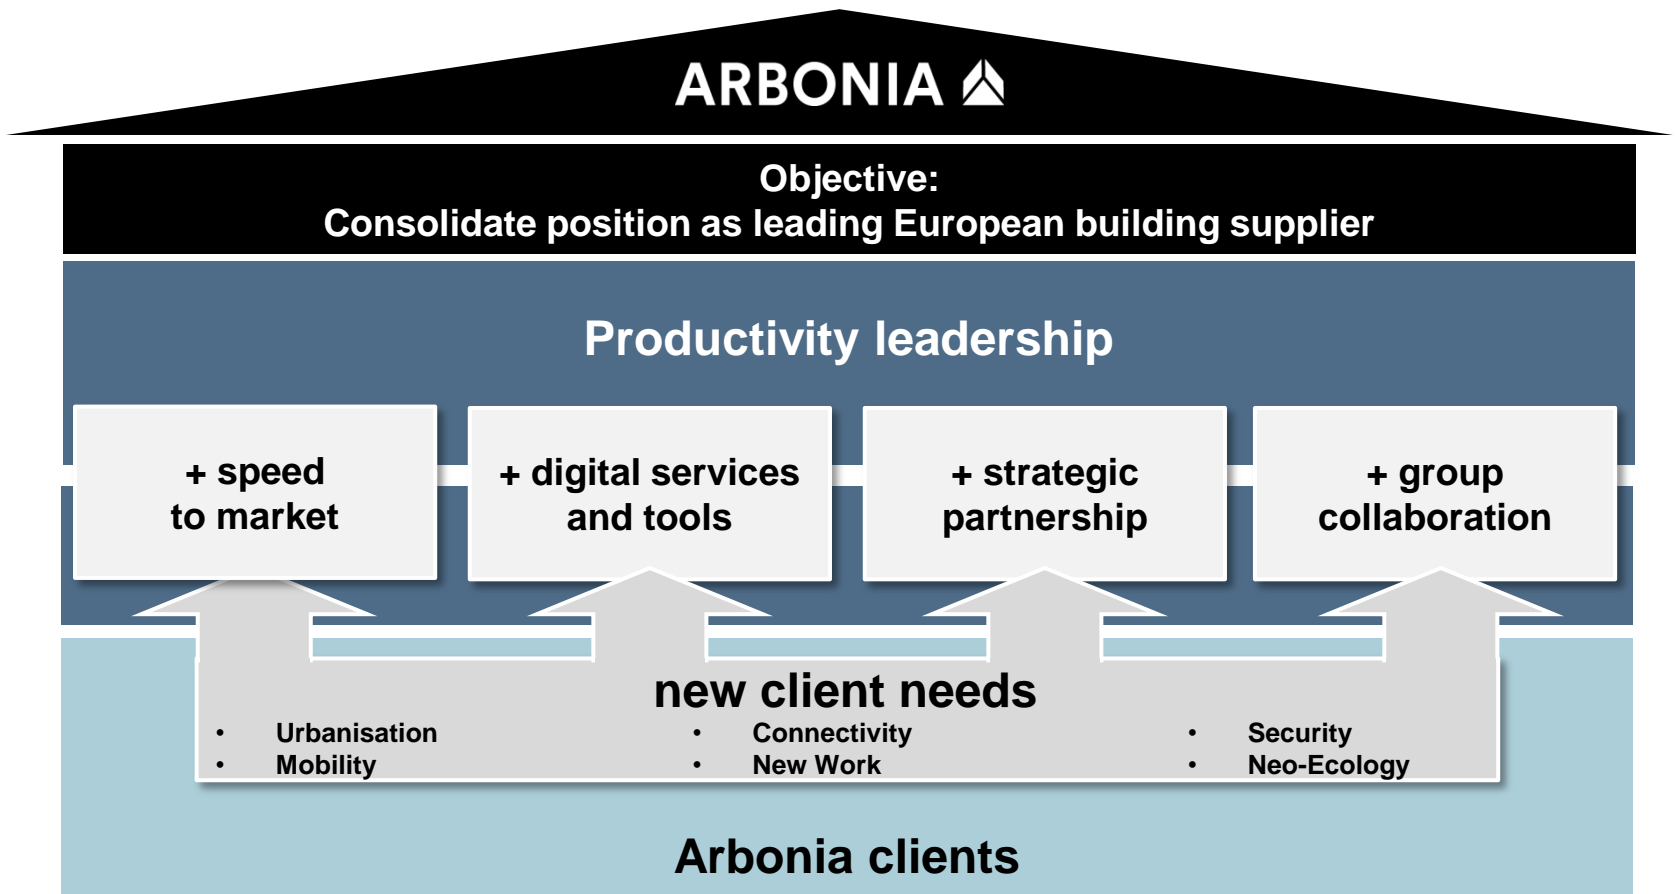 ARBONIA
Objective:
Consolidate position as leading European building supplier
Productivity leadership
+ speed
to market
+ digital services
and tools
+ strategic
partnership
+ group
collaboration
new client needs
• Urbanisation
• Mobility
• Connectivity
• New Work
• Security
• Neo-Ecology
Arbonia clients